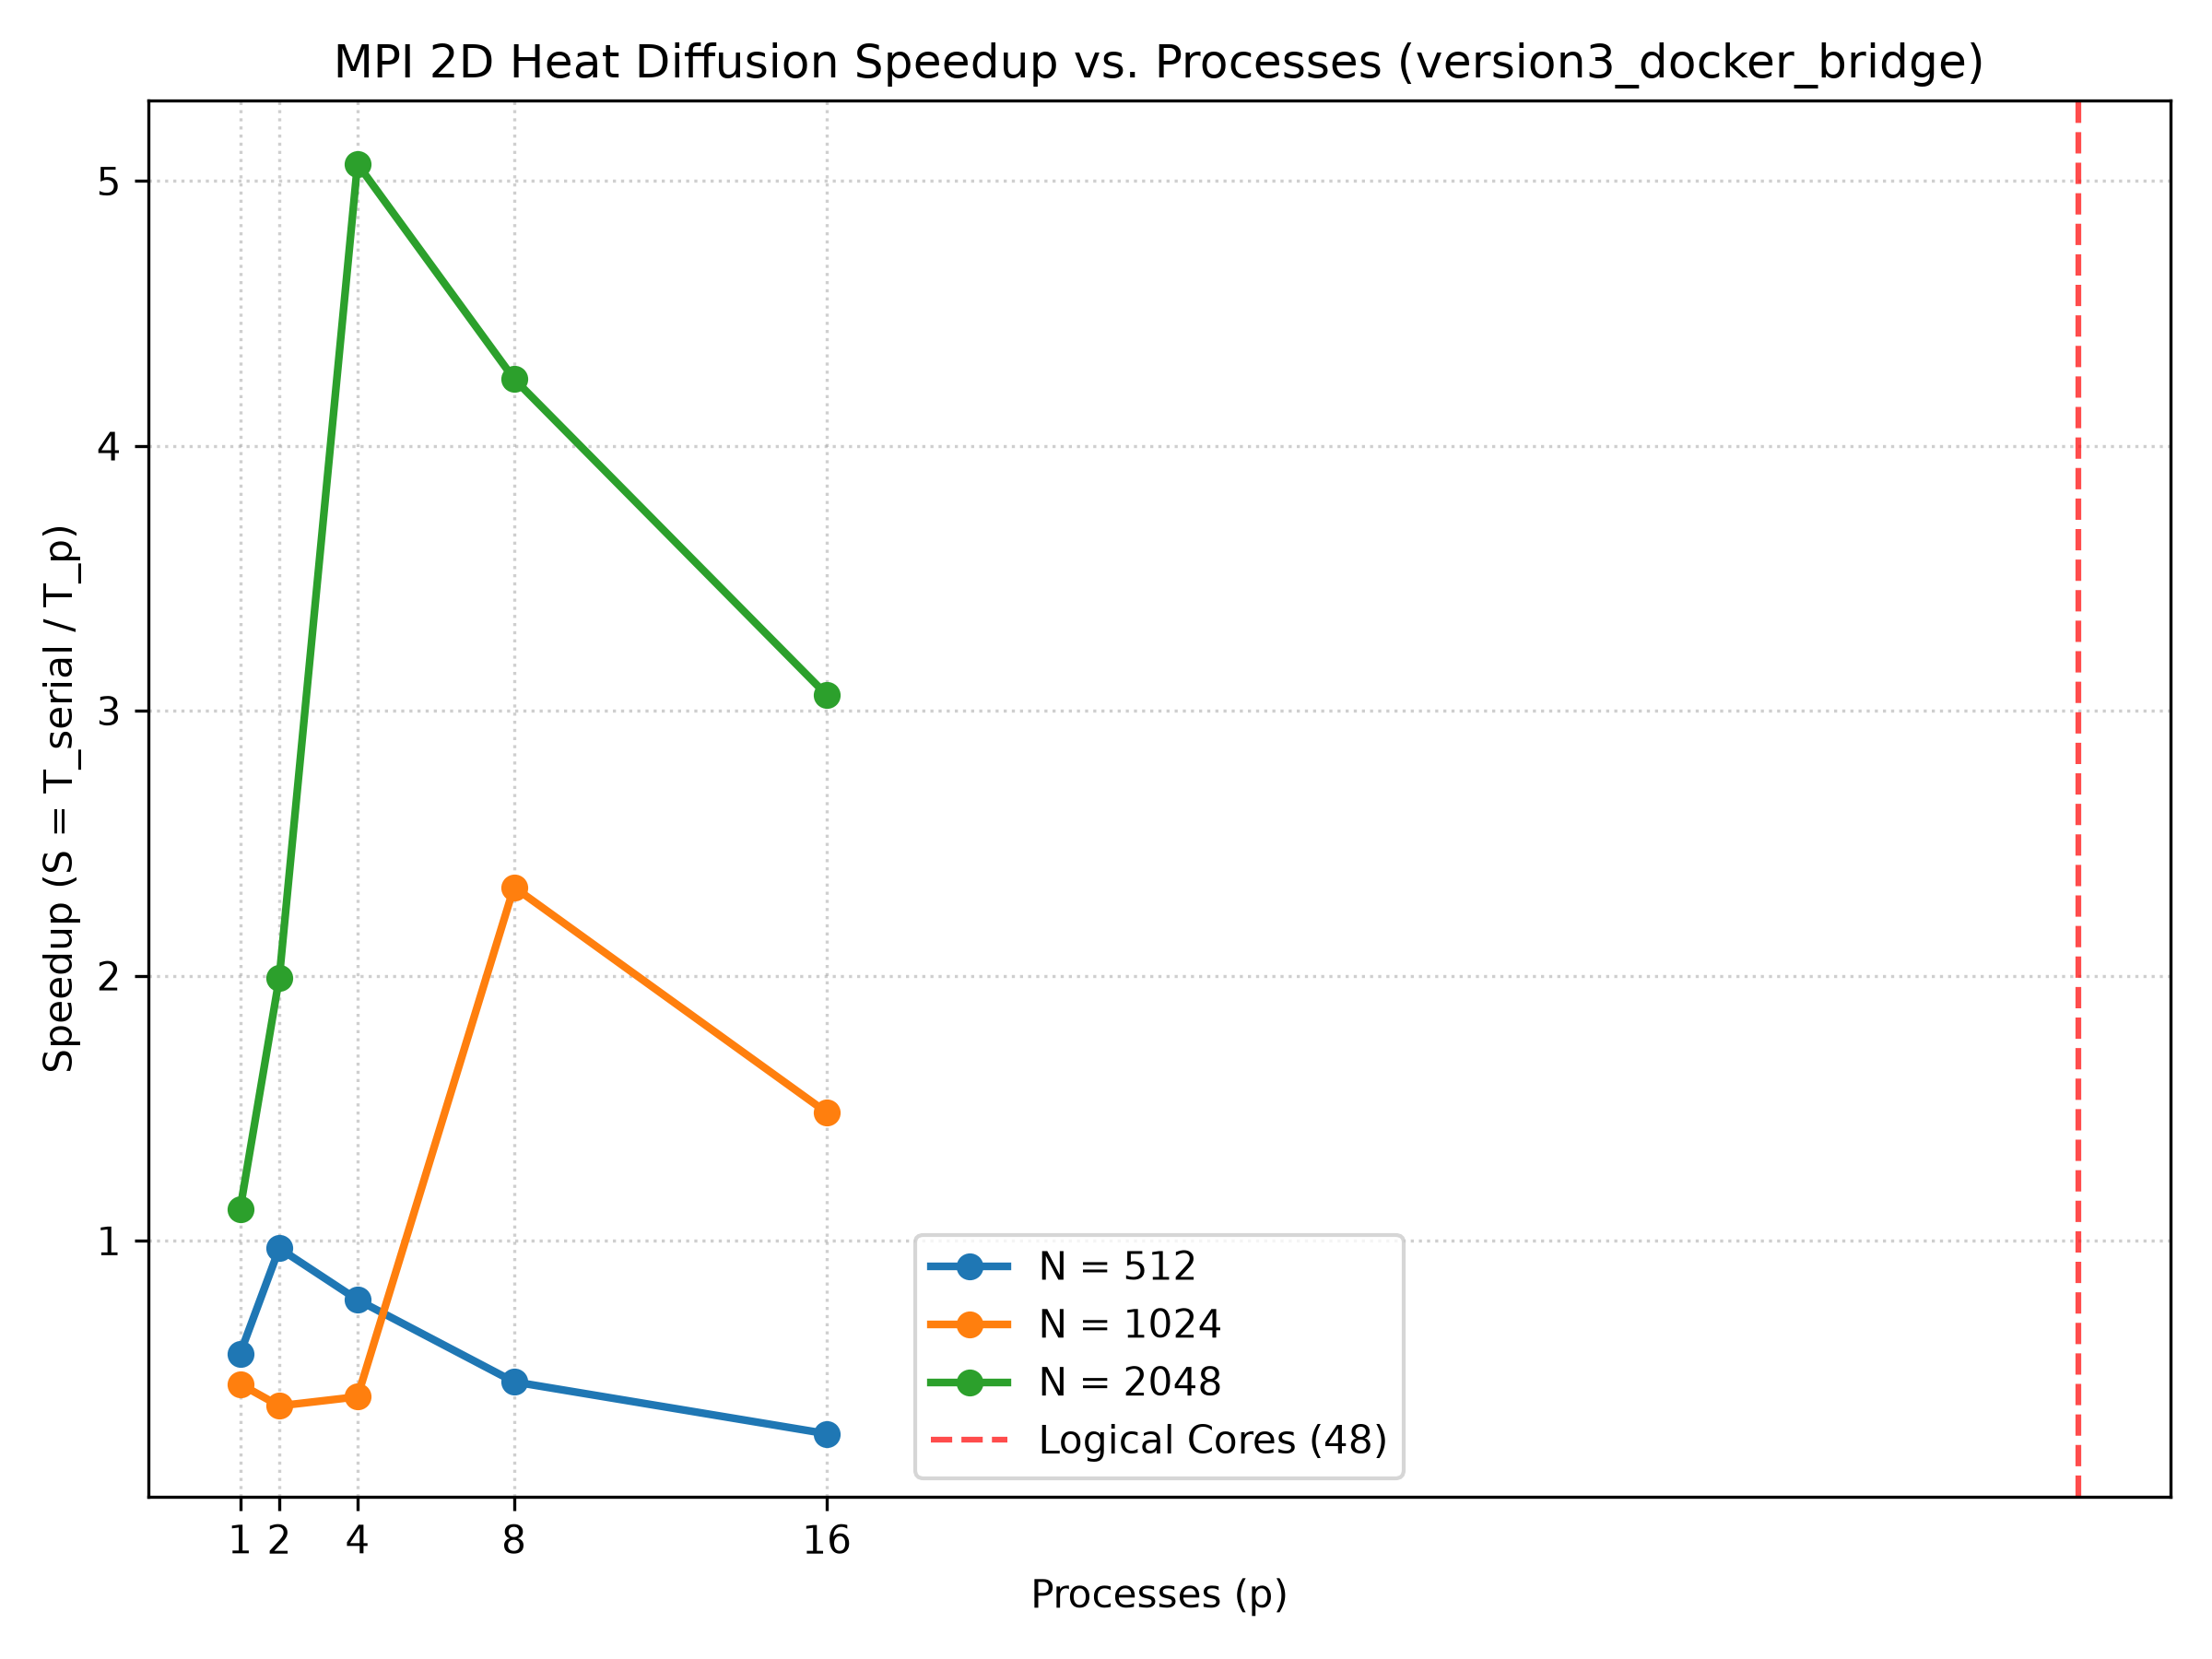 MPI 2D Heat Diffusion Speedup vs. Processes (version3_docker_bridge)
Speedup (S = T_serial / T_p)
5
4
3
2
1
N = 512
N = 1024
N = 2048
Logical Cores (48)
1 2 4 8 16
Processes (p)